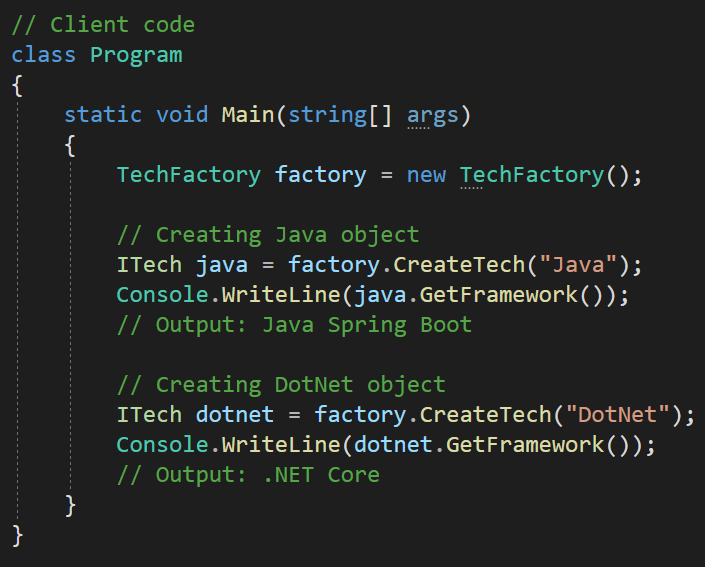 // Client code
class Program
{
    static void Main(string[] args)
    {
        TechFactory factory = new TechFactory();

        // Creating Java object
        ITech java = factory.CreateTech("Java");
        Console.WriteLine(java.GetFramework());
        // Output: Java Spring Boot

        // Creating DotNet object
        ITech dotnet = factory.CreateTech("DotNet");
        Console.WriteLine(dotnet.GetFramework());
        // Output: .NET Core
    }
}